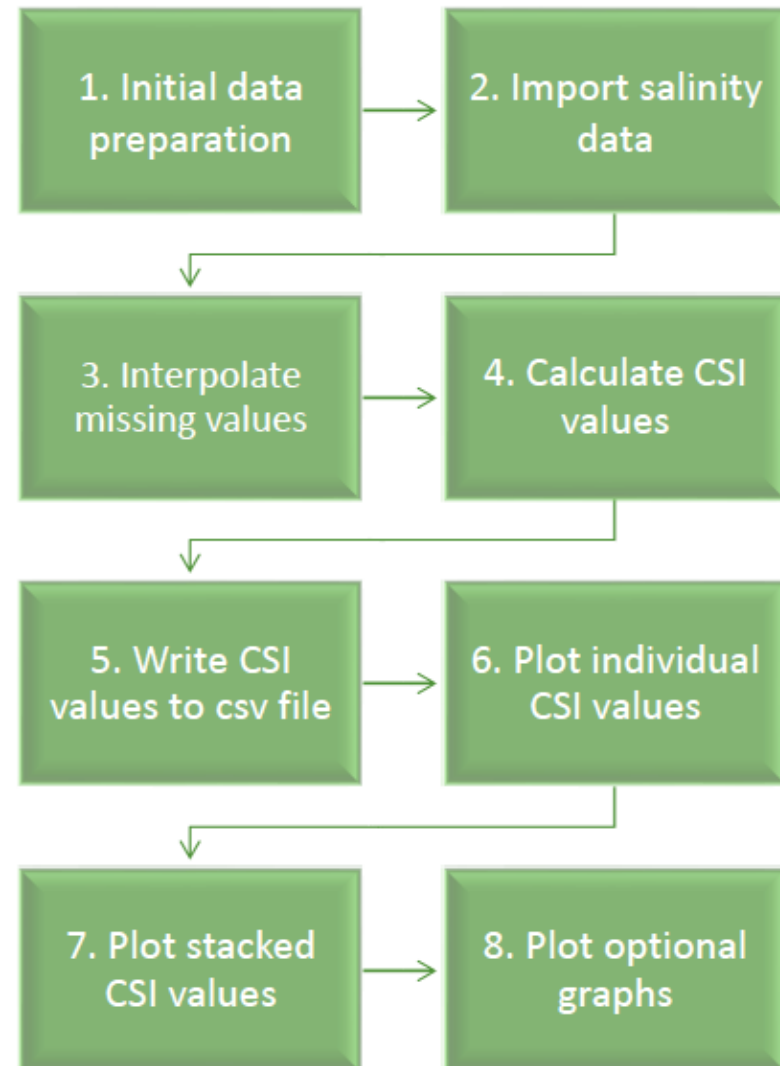 1. Initial data
preparation
2. Import salinity
data
3. Interpolate
missing values
4. Calculate CSI
values
5. Write CSI
values to csv file
6. Plot individual
CSI values
7. Plot stacked
CSI values
8. Plot optional
graphs